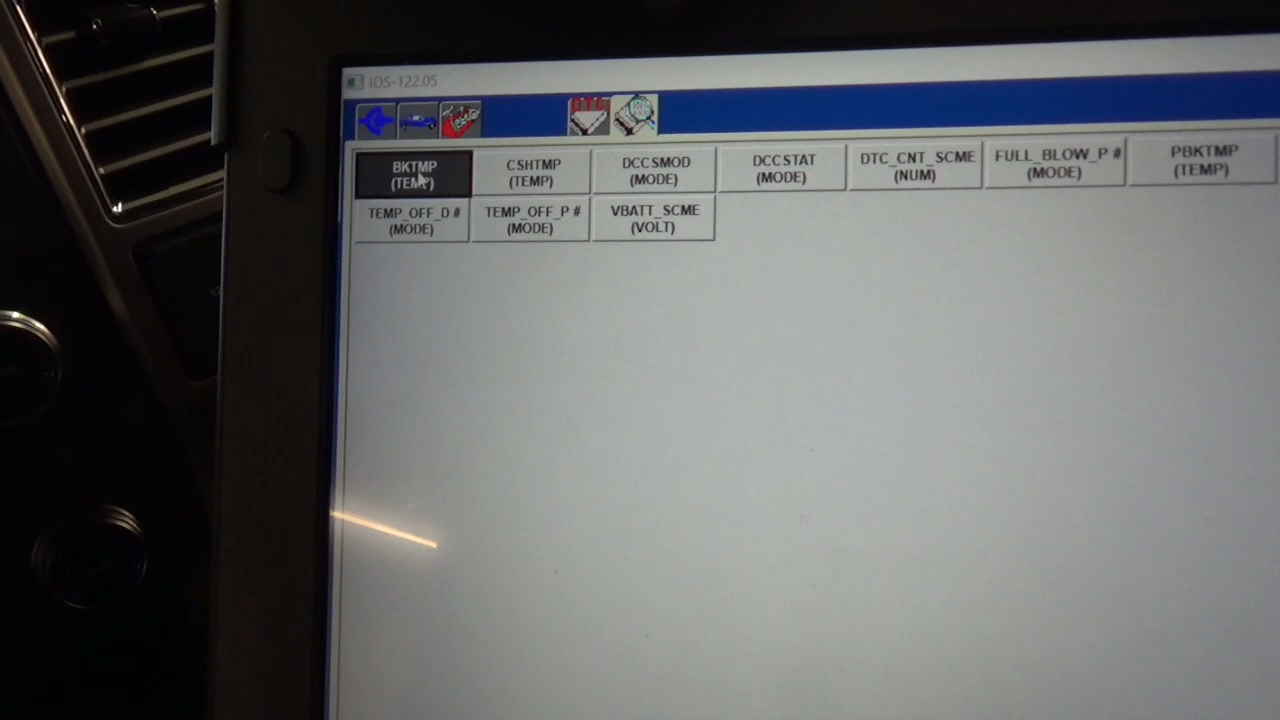 IDS-122.05
DTC
BKTMP
(TEMP)
CSHTMP
(TEMP)
DCCSMOD
(MODE)
DCCSTAT
(MODE)
DTC_CNT_SCME
(NUM)
FULL_BLOW_P #
(MODE)
PBKTMP
(TEMP)
TEMP_OFF_D #
(MODE)
TEMP_OFF_P #
(MODE)
VBATT_SCME
(VOLT)